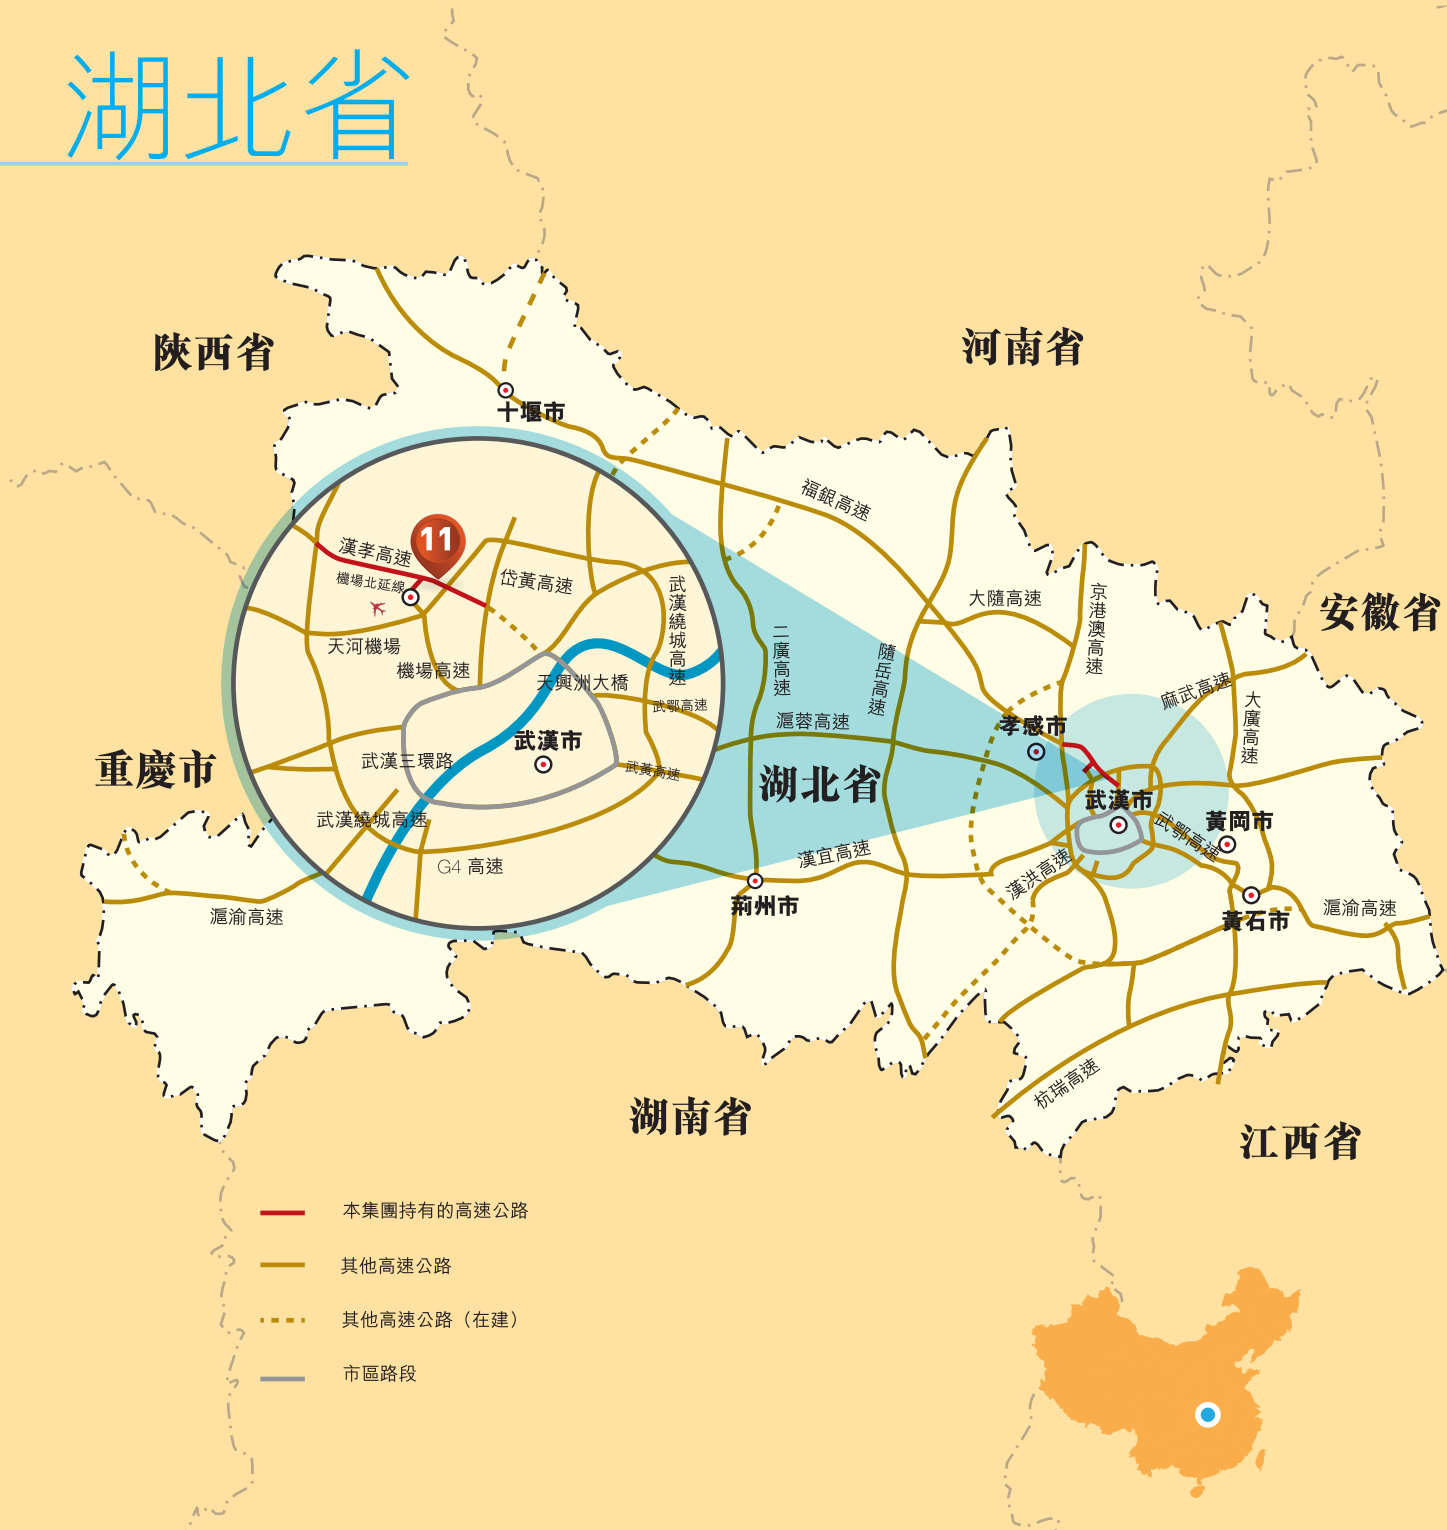 湖北省
陝西省
河南省
十堰市
福銀高速
漢孝高速
11
機場北延線
岱黃高速
武漢繞城高速
大隨高速
京港澳高速
安徽省
天河機場
二廣高速
隨岳高速
機場高速
天興洲大橋
麻武高速
大廣高速
武鄂高速
滬蓉高速
孝感市
武漢市
重慶市
武漢三環路
武黃高速
湖北省
武漢市
武漢繞城高速
武鄂高速
黃岡市
G4 高速
漢宜高速
漢洪高速
滬渝高速
荊州市
黃石市
滬渝高速
杭瑞高速
湖南省
江西省
本集團持有的高速公路
其他高速公路
其他高速公路（在建）
市區路段